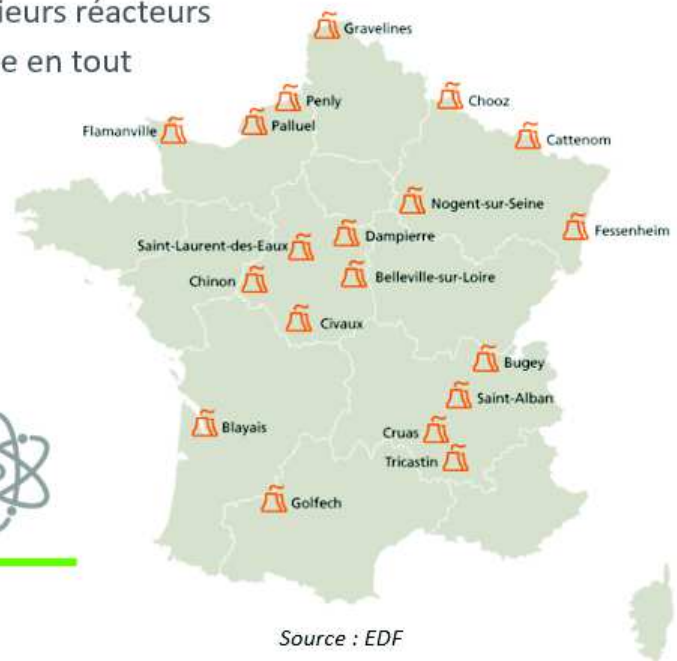 réacteurs
en tout
Gravelines
Penly
Chooz
Palluel
Flamanville
Cattenom
Nogent-sur-Seine
Fessenheim
Dampierre
Saint-Laurent-des-Eaux
Belleville-sur-Loire
Chinon
Civaux
Bugey
Saint-Alban
Blayais
Cruas
Tricastin
Golfech
Source : EDF